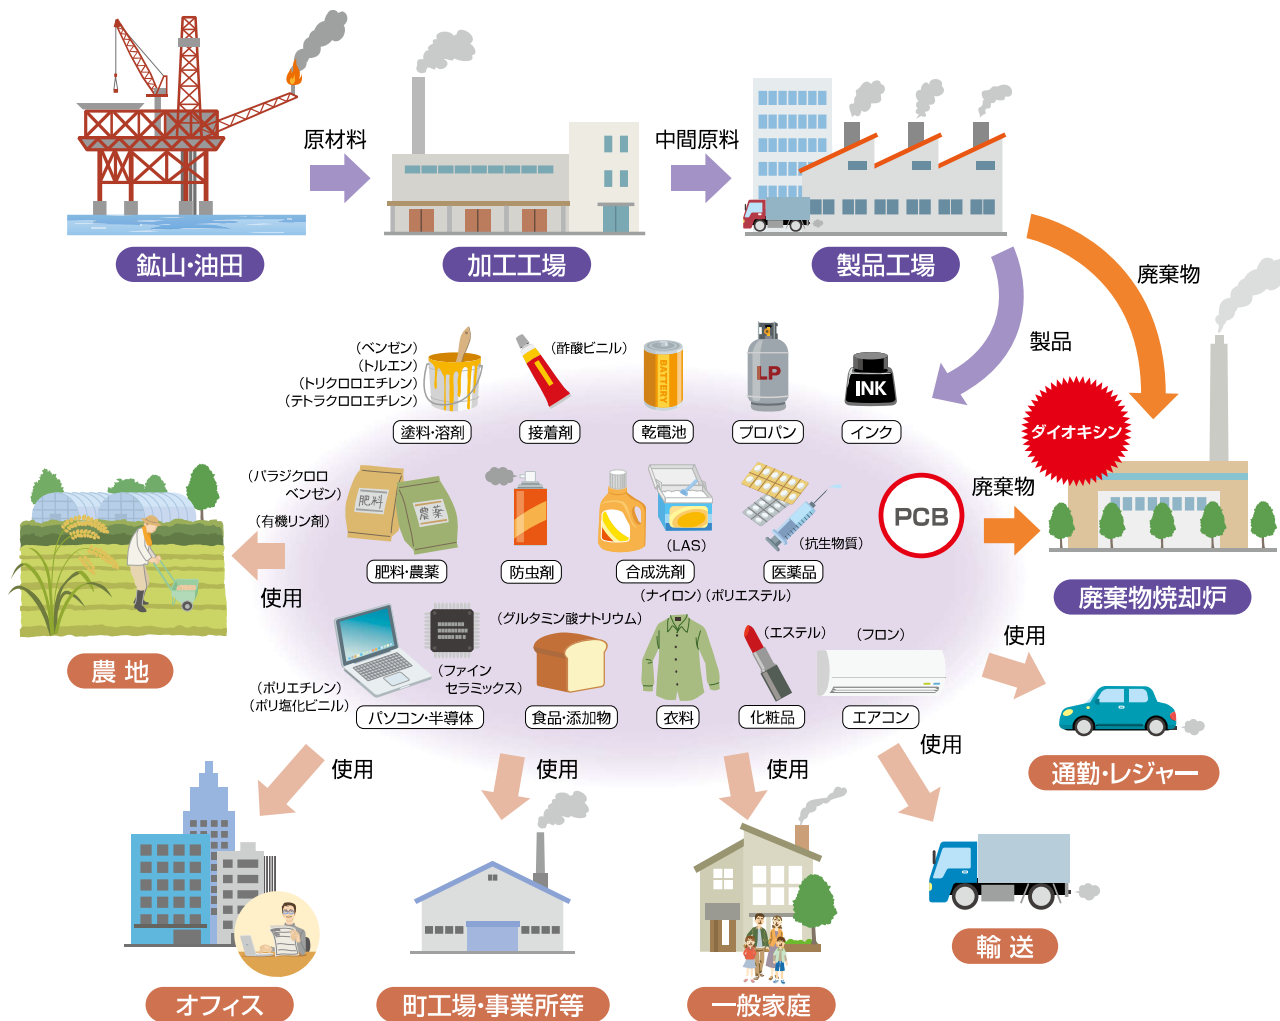 原材料
中間原料
鉱山・油田
加工工場
製品工場
廃棄物
製品
(ベンゼン)
(トルエン)
(トリクロロエチレン)
(テトラクロロエチレン)
塗料・溶剤
(酢酸ビニル)
接着剤
BATTERY
乾電池
LP
プロパン
INK
インク
ダイオキシン
(パラジクロロ
ベンゼン)
(有機リン剤)
肥料
農薬
肥料・農薬
防虫剤
(LAS)
合成洗剤
(抗生物質)
医薬品
PCB
廃棄物
廃棄物焼却炉
使用
農地
(ポリエチレン)
(ポリ塩化ビニル)
(ファイン
セラミックス)
パソコン・半導体
(グルタミン酸ナトリウム)
食品・添加物
(ナイロン)(ポリエステル)
衣料
(エステル)
化粧品
(フロン)
エアコン
使用
通勤・レジャー
使用
使用
使用
使用
オフィス
町工場・事業所等
一般家庭
輸送